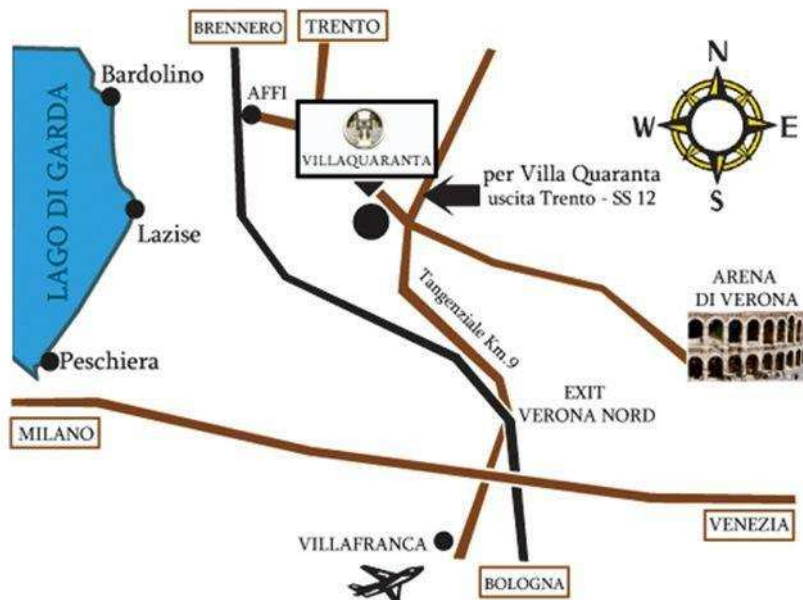 BRENNERO
TRENTO
N
Bardolino
AFFI
W
E
VILLAQUARANTA
per Villa Quaranta
uscita Trento - SS 12
S
LAGO DI GARDA
Lazise
ARENA
DI VERONA
Tangenziale Km.9
Peschiera
EXIT
VERONA NORD
MILANO
VENEZIA
VILLAFRANCA
BOLOGNA